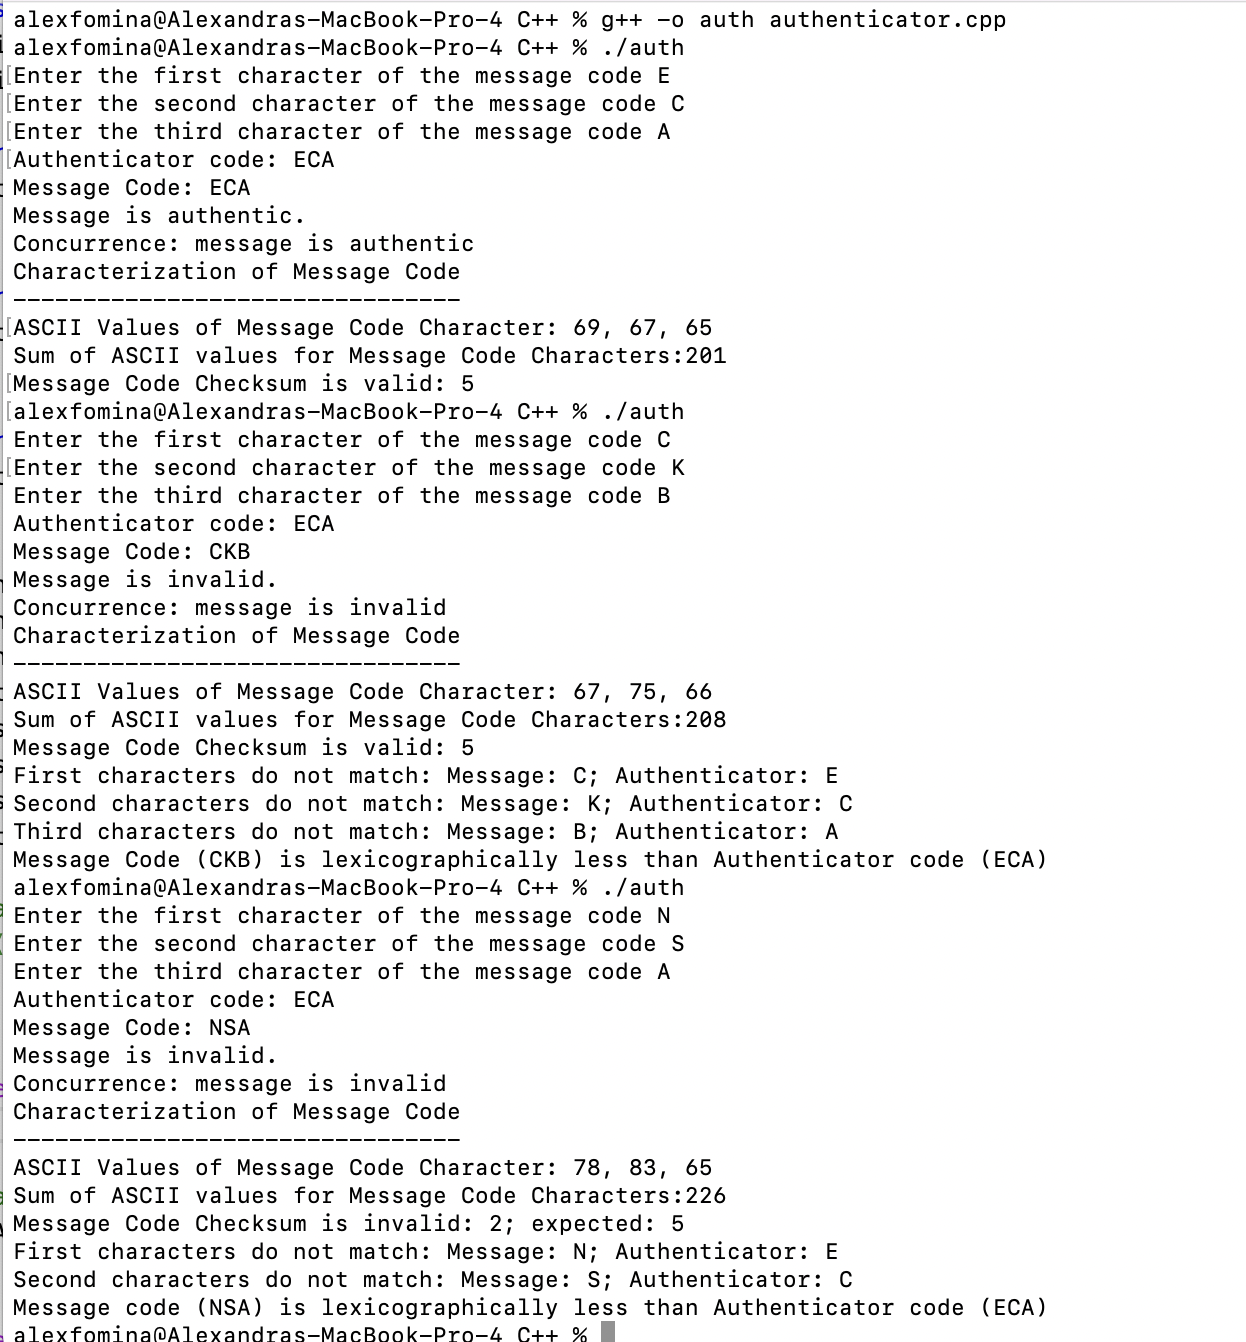 alexfomina@Alexandras-MacBook-Pro-4 C++ % g++ -o auth authenticator.cpp
alexfomina@Alexandras-MacBook-Pro-4 C++ % ./auth
[Enter the first character of the message code E
[Enter the second character of the message code C
[Enter the third character of the message code A
[Authenticator code: ECA
Message Code: ECA
Message is authentic.
Concurrence: message is authentic
Characterization of Message Code
--------------------------------
[ASCII Values of Message Code Character: 69, 67, 65
Sum of ASCII values for Message Code Characters:201
[Message Code Checksum is valid: 5
[alexfomina@Alexandras-MacBook-Pro-4 C++ % ./auth
Enter the first character of the message code C
[Enter the second character of the message code K
Enter the third character of the message code B
Authenticator code: ECA
Message Code: CKB
Message is invalid.
Concurrence: message is invalid
Characterization of Message Code
--------------------------------
ASCII Values of Message Code Character: 67, 75, 66
Sum of ASCII values for Message Code Characters:208
Message Code Checksum is valid: 5
First characters do not match: Message: C; Authenticator: E
Second characters do not match: Message: K; Authenticator: C
Third characters do not match: Message: B; Authenticator: A
Message Code (CKB) is lexicographically less than Authenticator code (ECA)
alexfomina@Alexandras-MacBook-Pro-4 C++ % ./auth
Enter the first character of the message code N
Enter the second character of the message code S
Enter the third character of the message code A
Authenticator code: ECA
Message Code: NSA
Message is invalid.
Concurrence: message is invalid
Characterization of Message Code
--------------------------------
ASCII Values of Message Code Character: 78, 83, 65
Sum of ASCII values for Message Code Characters:226
Message Code Checksum is invalid: 2; expected: 5
First characters do not match: Message: N; Authenticator: E
Second characters do not match: Message: S; Authenticator: C
Message code (NSA) is lexicographically less than Authenticator code (ECA)
alexfomina@Alexandras-MacBook-Pro-4 C++ %